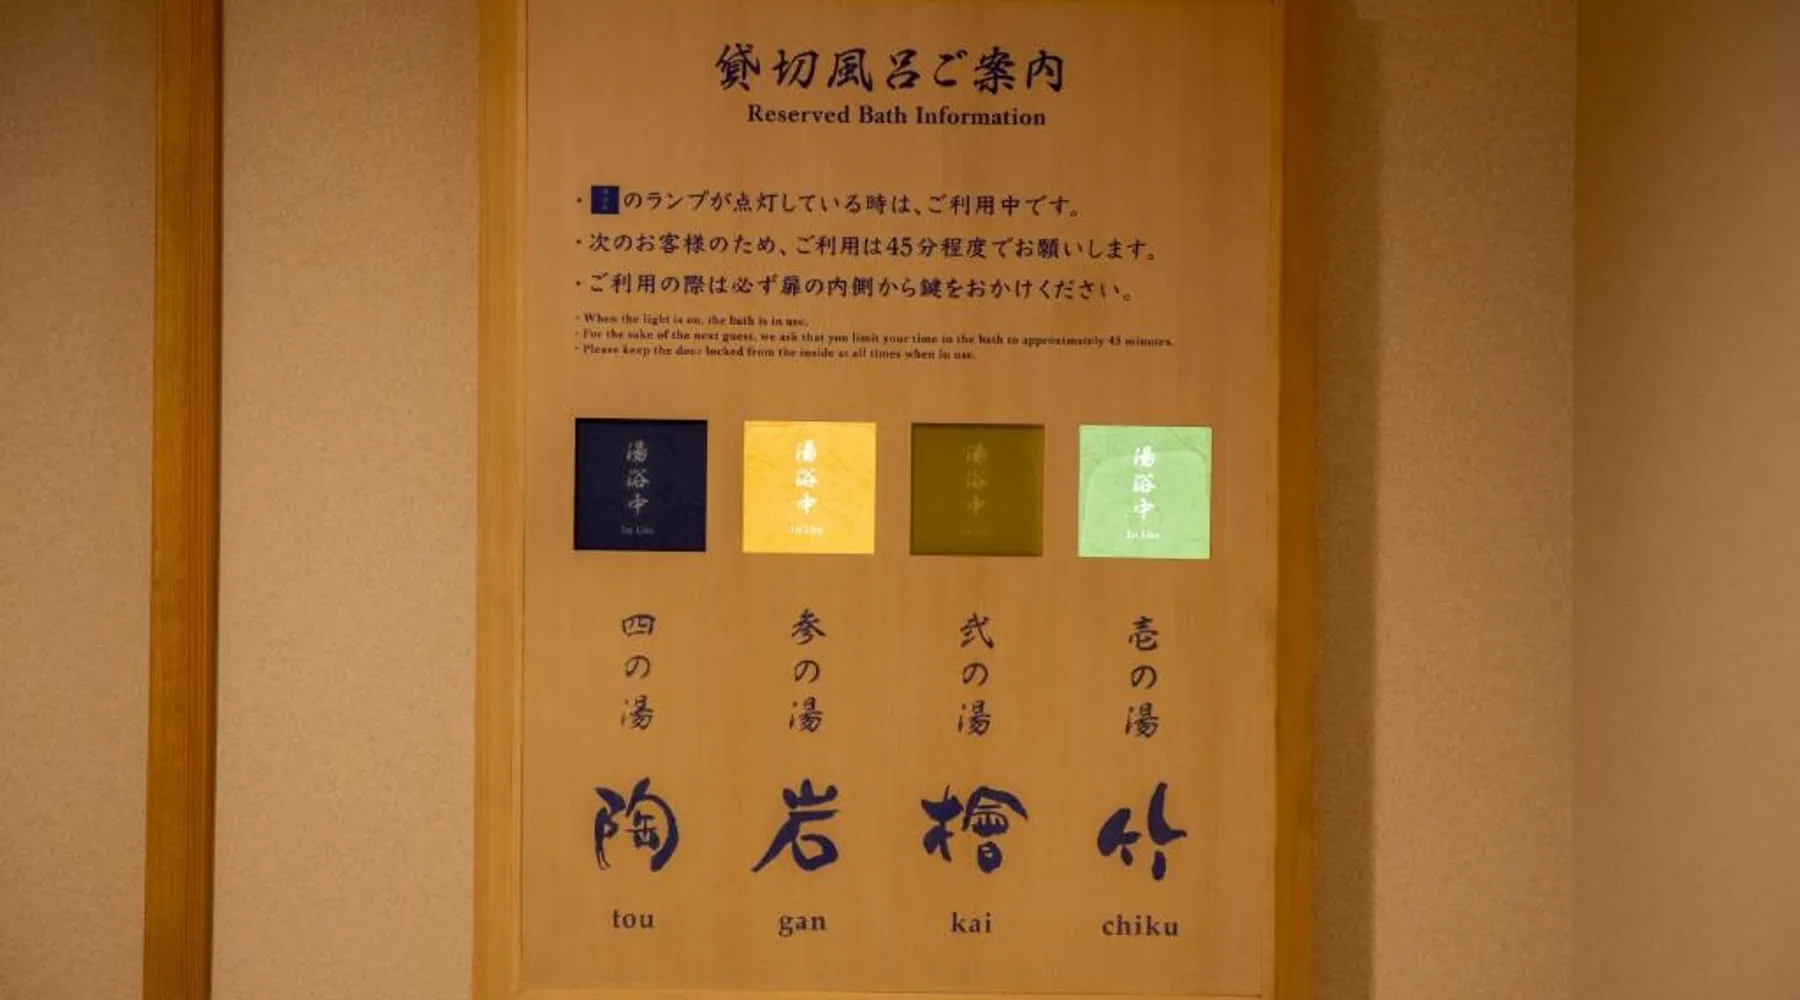 貸切風呂ご案内
Reserved Bath Information
・のランプが点灯している時は、ご利用中です。
・次のお客様のため、ご利用は45分程度でお願いします。
・ご利用の際は必ず扉の内側から鍵をおかけください。
・When the light is on, the bath is in use.
・For the sake of the next guest, we ask that you limit your time in the bath to approximately 45 minutes.
・Please keep the door locked from the inside at all times when in use.
湯浴中
In Use
湯浴中
In Use
湯浴中
In Use
湯浴中
In Use
四の湯
参の湯
弐の湯
壱の湯
陶
岩
檜
竹
tou
gan
kai
chiku